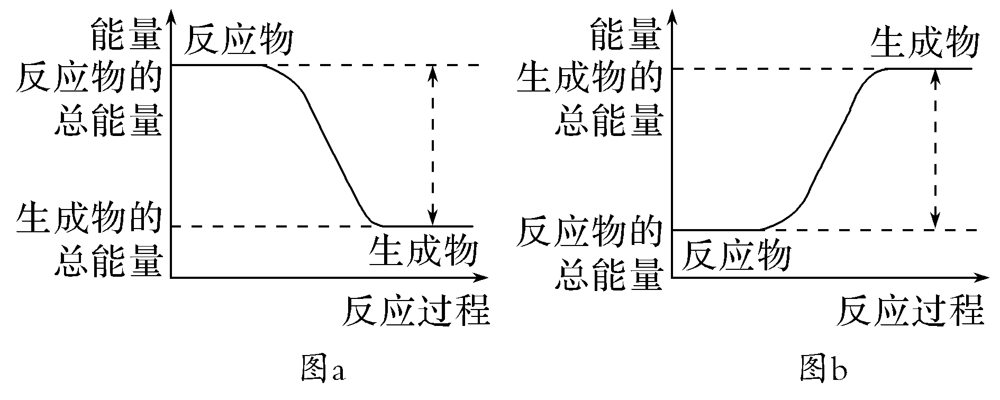 能量
反应物
反应物的
总能量
生成物的
总能量
生成物
反应过程
图a
能量
生成物
生成物的
总能量
反应物的
总能量
反应物
反应过程
图b